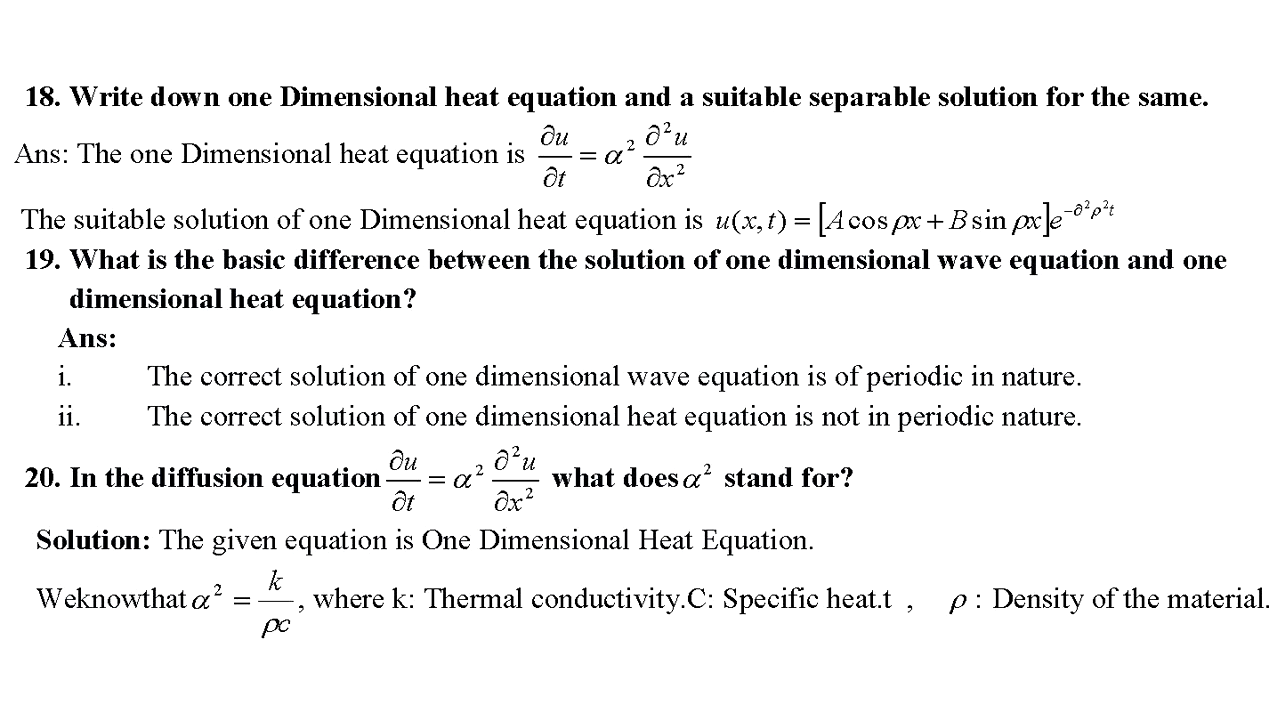 18. Write down one Dimensional heat equation and a suitable separable solution for the same.
Ans: The one Dimensional heat equation is ∂u/∂t = α² ∂²u/∂x²
The suitable solution of one Dimensional heat equation is u(x,t) = [A cos ρx + B sin ρx]e^(-∂²ρ²t)
19. What is the basic difference between the solution of one dimensional wave equation and one
dimensional heat equation?
Ans:
i. The correct solution of one dimensional wave equation is of periodic in nature.
ii. The correct solution of one dimensional heat equation is not in periodic nature.
20. In the diffusion equation ∂u/∂t = α² ∂²u/∂x² what does α² stand for?
Solution: The given equation is One Dimensional Heat Equation.
Weknowthat α² = k/ρc, where k: Thermal conductivity.C: Specific heat.t , ρ : Density of the material.